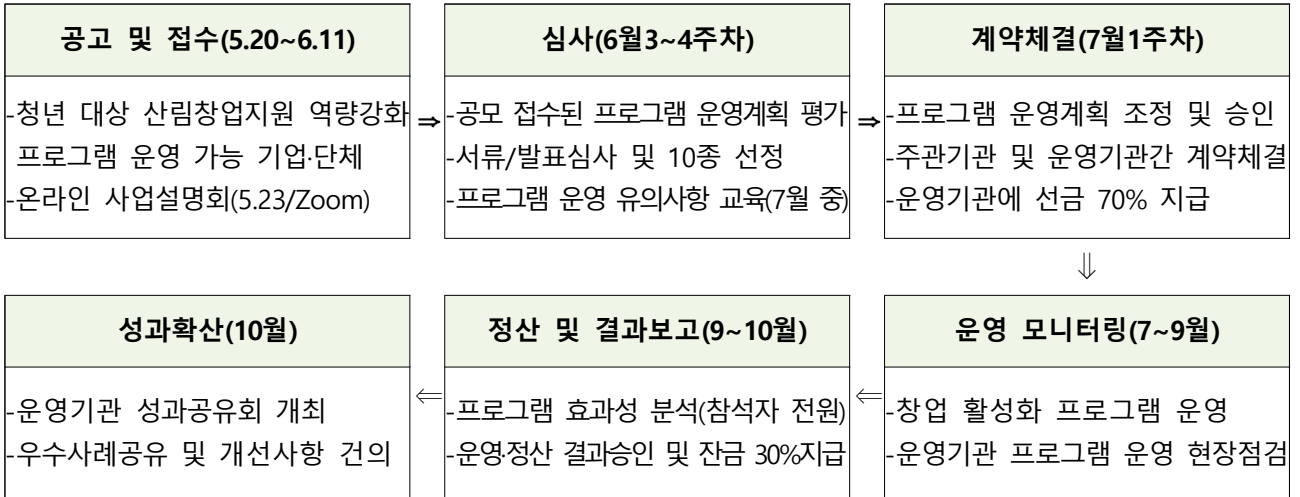 공고 및 접수(5.20~6.11)
-청년 대상 산림창업지원 역량강화
프로그램 운영 가능 기업·단체
-온라인 사업설명회(5.23/Zoom)
⇒
심사(6월3~4주차)
-공모 접수된 프로그램 운영계획 평가
-서류/발표심사 및 10종 선정
-프로그램 운영 유의사항 교육(7월 중)
⇒
계약체결(7월1주차)
-프로그램 운영계획 조정 및 승인
-주관기관 및 운영기관간 계약체결
-운영기관에 선금 70% 지급
⇓
운영 모니터링(7~9월)
-창업 활성화 프로그램 운영
-운영기관 프로그램 운영 현장점검
⇐
정산 및 결과보고(9~10월)
-프로그램 효과성 분석(참석자 전원)
-운영·정산 결과승인 및 잔금 30%지급
⇐
성과확산(10월)
-운영기관 성과공유회 개최
-우수사례공유 및 개선사항 건의